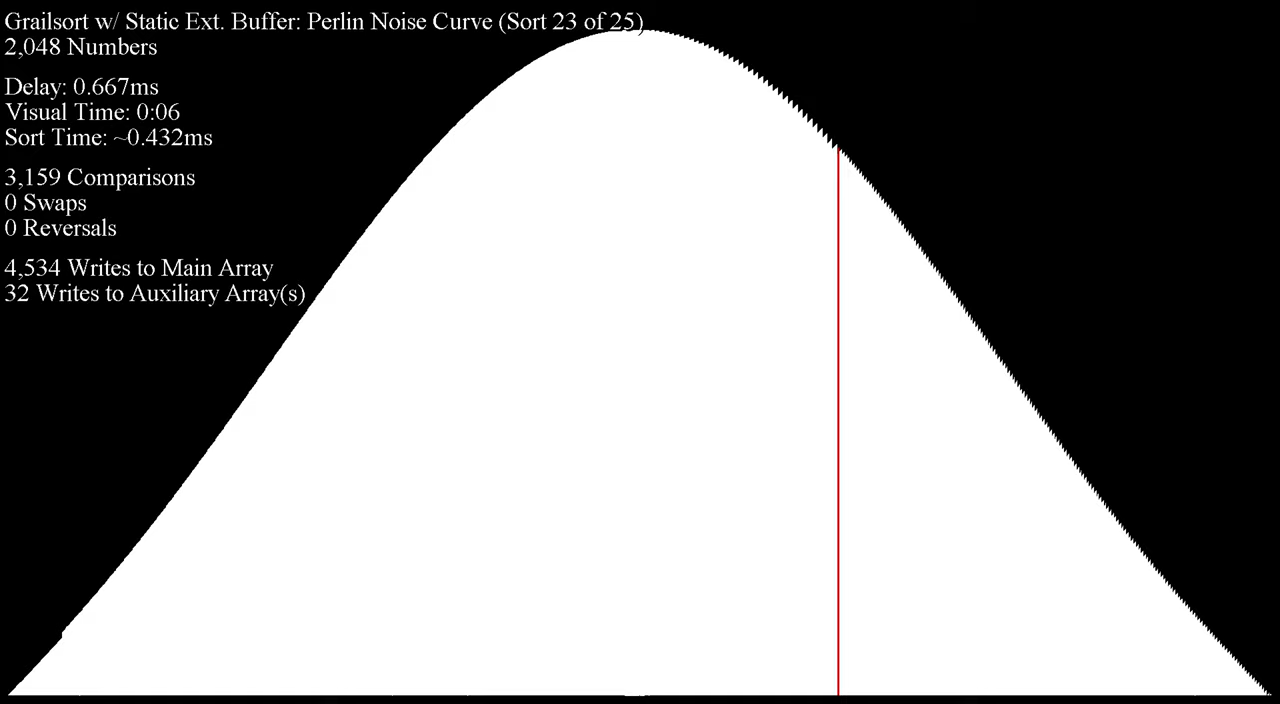 Grailsort w/ Static Ext. Buffer: Perlin Noise Curve (Sort 23 of 25)
2,048 Numbers
Delay: 0.667ms
Visual Time: 0:06
Sort Time: ~0.432ms
3,159 Comparisons
0 Swaps
0 Reversals
4,534 Writes to Main Array
32 Writes to Auxiliary Array(s)